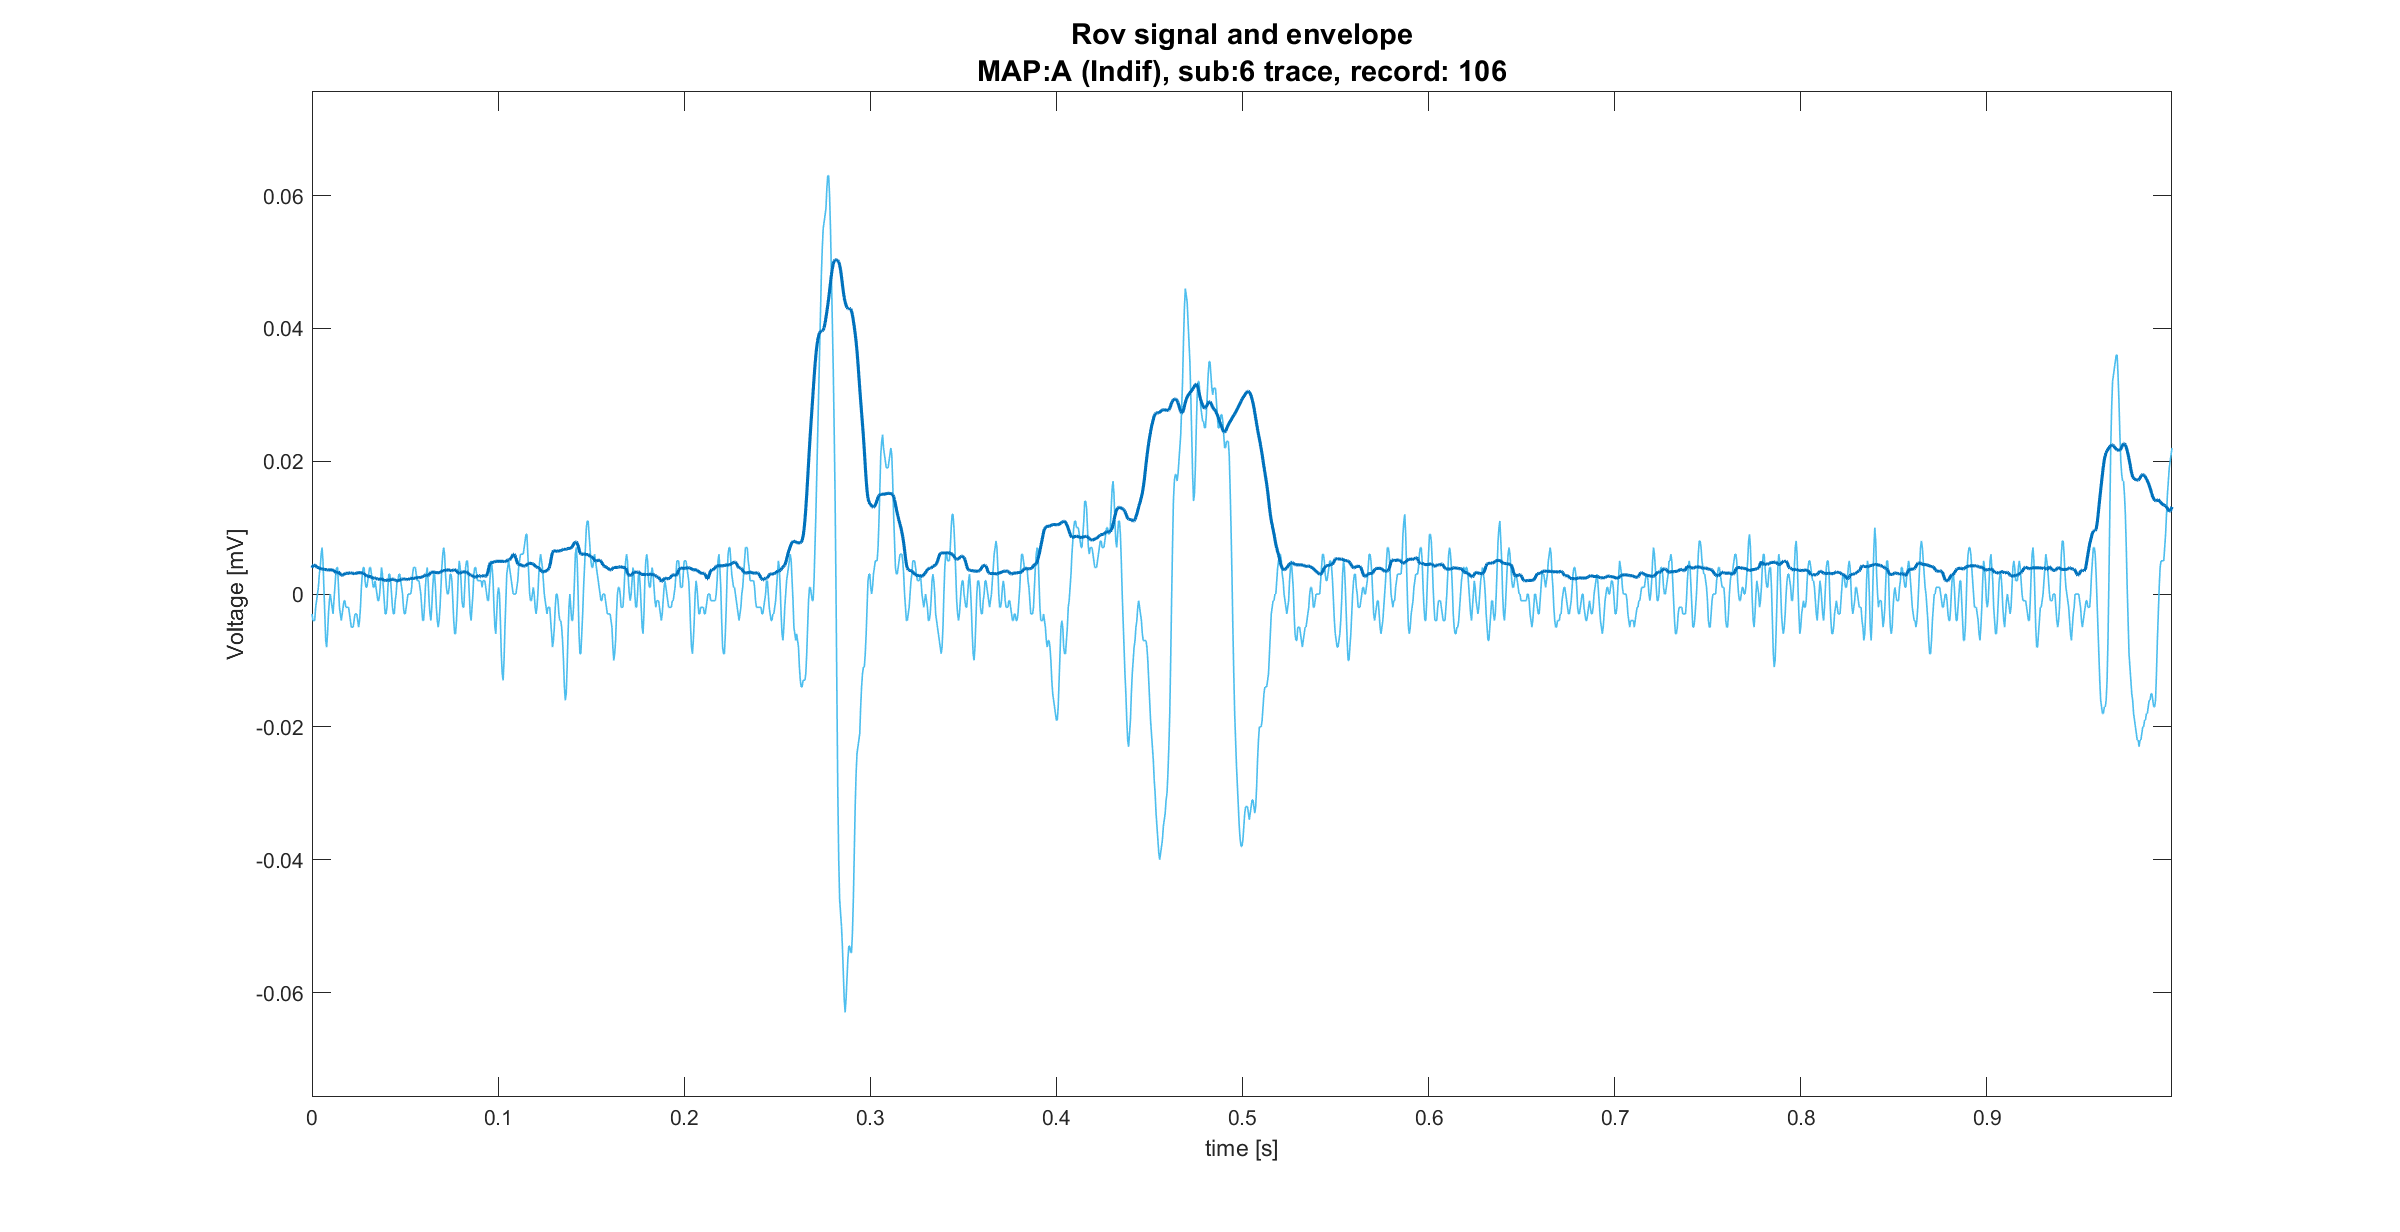 Rov signal and envelope
MAP:A (Indif), sub:6 trace, record: 106
0.06
0.04
0.02
0
-0.02
-0.04
-0.06
Voltage [mV]
0 0.1 0.2 0.3 0.4 0.5 0.6 0.7 0.8 0.9
time [s]